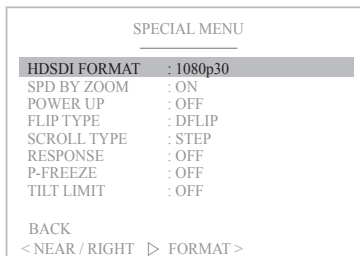 SPECIAL MENU
HDSDI FORMAT : 1080p30
SPD BY ZOOM : ON
POWER UP : OFF
FLIP TYPE : DFLIP
SCROLL TYPE : STEP
RESPONSE : OFF
P-FREEZE : OFF
TILT LIMIT : OFF
BACK
< NEAR / RIGHT ▷ FORMAT >